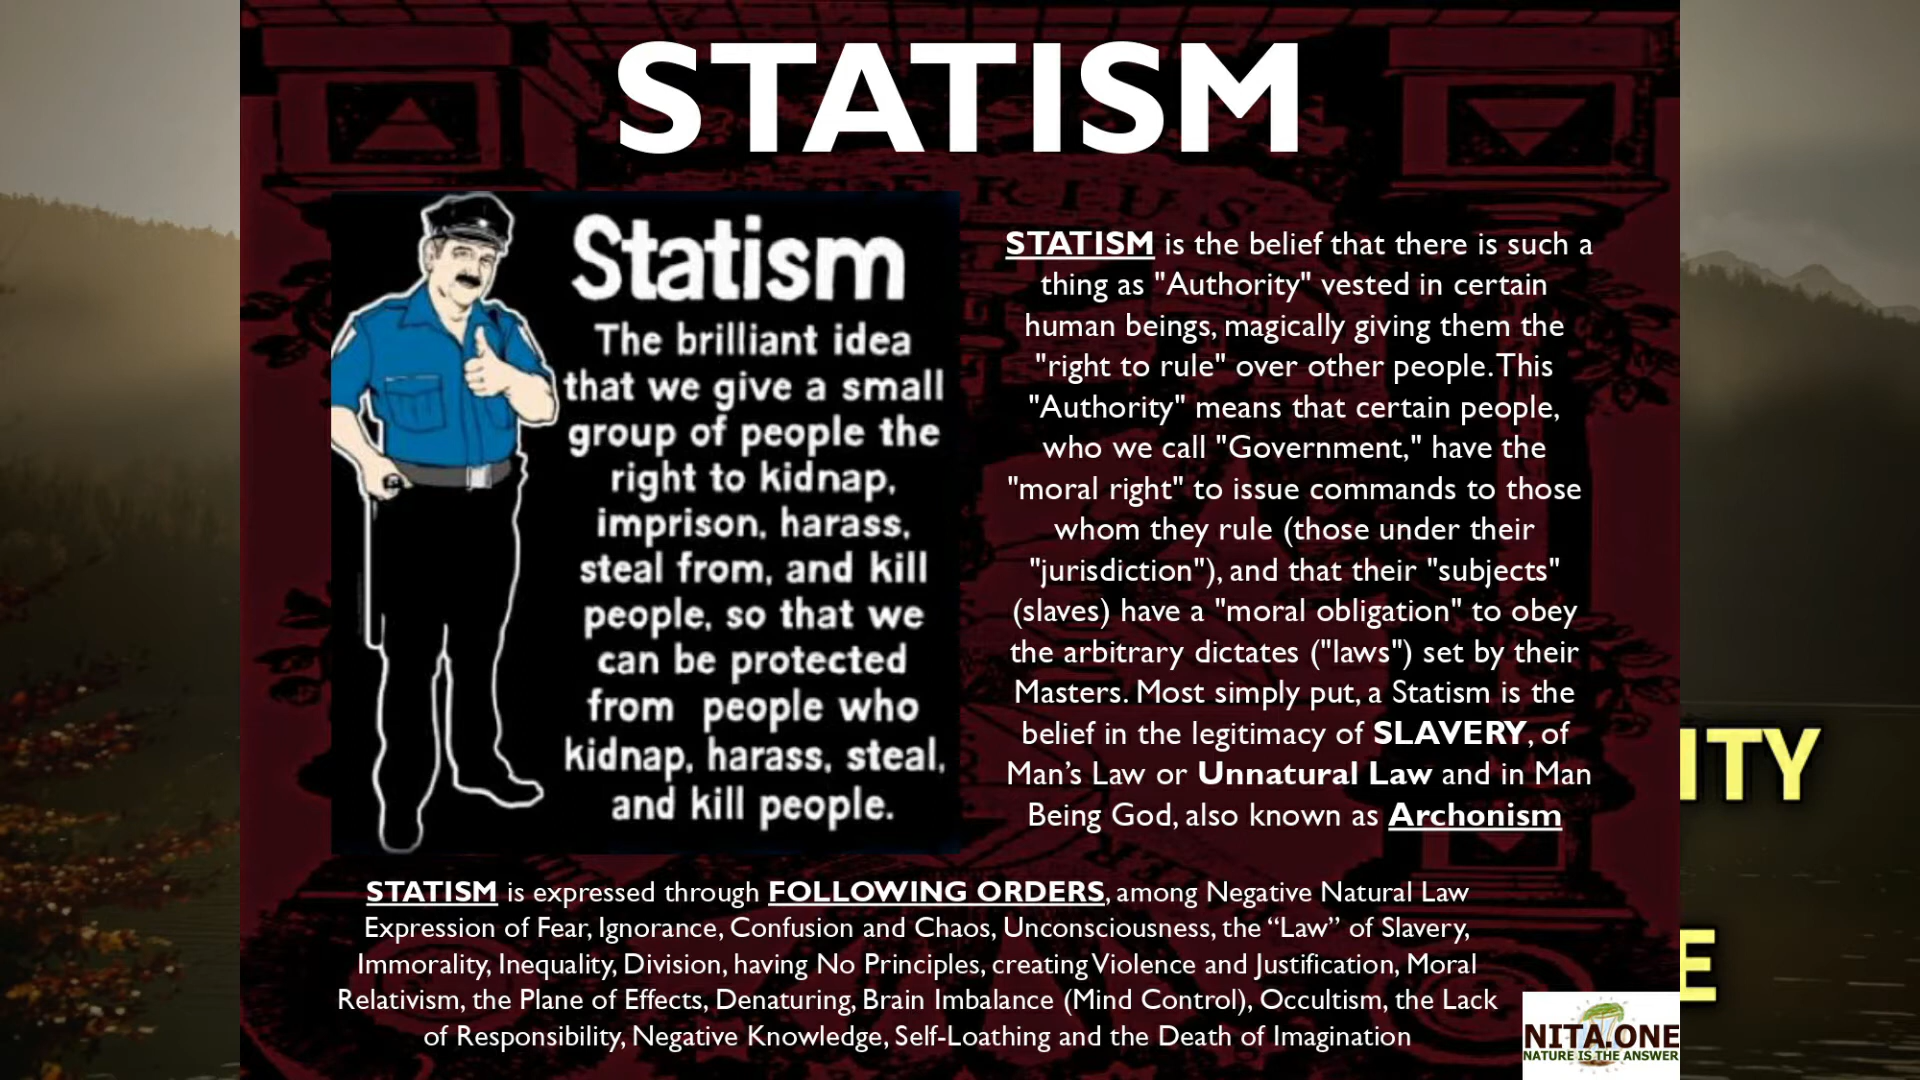 STATISM
Statism
The brilliant idea
that we give a small
group of people the
right to kidnap,
imprison, harass,
steal from, and kill
people, so that we
can be protected
from people who
kidnap, harass, steal,
and kill people.
STATISM is the belief that there is such a
thing as "Authority" vested in certain
human beings, magically giving them the
"right to rule" over other people. This
"Authority" means that certain people,
who we call "Government," have the
"moral right" to issue commands to those
whom they rule (those under their
"jurisdiction"), and that their "subjects"
(slaves) have a "moral obligation" to obey
the arbitrary dictates ("laws") set by their
Masters. Most simply put, a Statism is the
belief in the legitimacy of SLAVERY, of
Man’s Law or Unnatural Law and in Man
Being God, also known as Archonism
STATISM is expressed through FOLLOWING ORDERS, among Negative Natural Law
Expression of Fear, Ignorance, Confusion and Chaos, Unconsciousness, the “Law” of Slavery,
Immorality, Inequality, Division, having No Principles, creating Violence and Justification, Moral
Relativism, the Plane of Effects, Denaturing, Brain Imbalance (Mind Control), Occultism, the Lack
of Responsibility, Negative Knowledge, Self-Loathing and the Death of Imagination
ITY
E
NITA.ONE
NATURE IS THE ANSWER